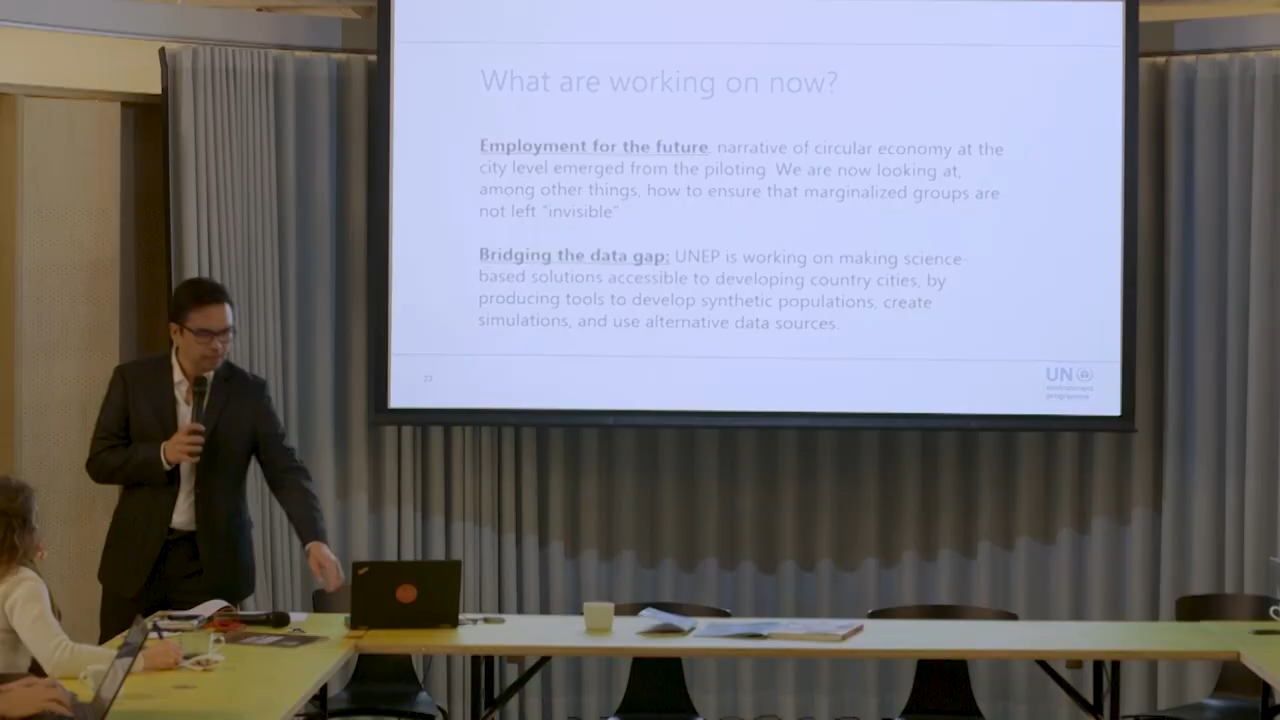 What are working on now?
Employment for the future narrative of circular economy at the
city level emerged from the piloting. We are now looking at,
among other things, how to ensure that marginalized groups are
not left "invisible"
Bridging the data gap: UNEP is working on making science-
based solutions accessible to developing country cities, by
producing tools to develop synthetic populations, create
simulations, and use alternative data sources.
UN
environment
programme